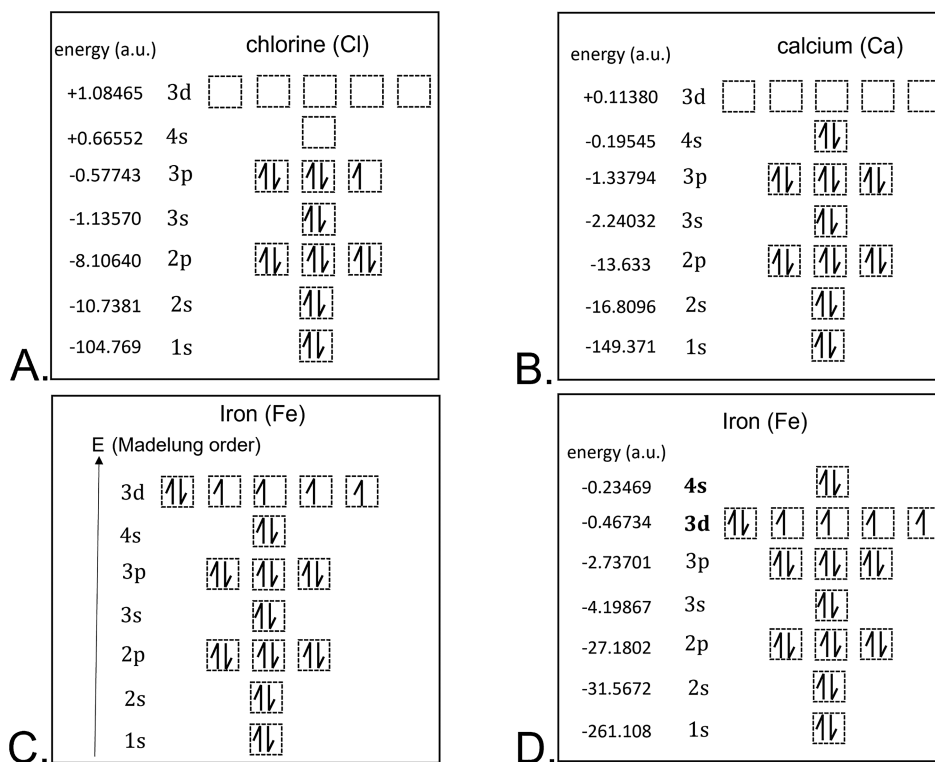 chlorine (Cl)
energy (a.u.)
+1.08465 3d
+0.66552 4s
-0.57743 3p
-1.13570 3s
-8.10640 2p
-10.7381 2s
-104.769 1s
A.
calcium (Ca)
energy (a.u.)
+0.11380 3d
-0.19545 4s
-1.33794 3p
-2.24032 3s
-13.633 2p
-16.8096 2s
-149.371 1s
B.
Iron (Fe)
E (Madelung order)
3d
4s
3p
3s
2p
2s
1s
C.
Iron (Fe)
energy (a.u.)
-0.23469 4s
-0.46734 3d
-2.73701 3p
-4.19867 3s
-27.1802 2p
-31.5672 2s
-261.108 1s
D.